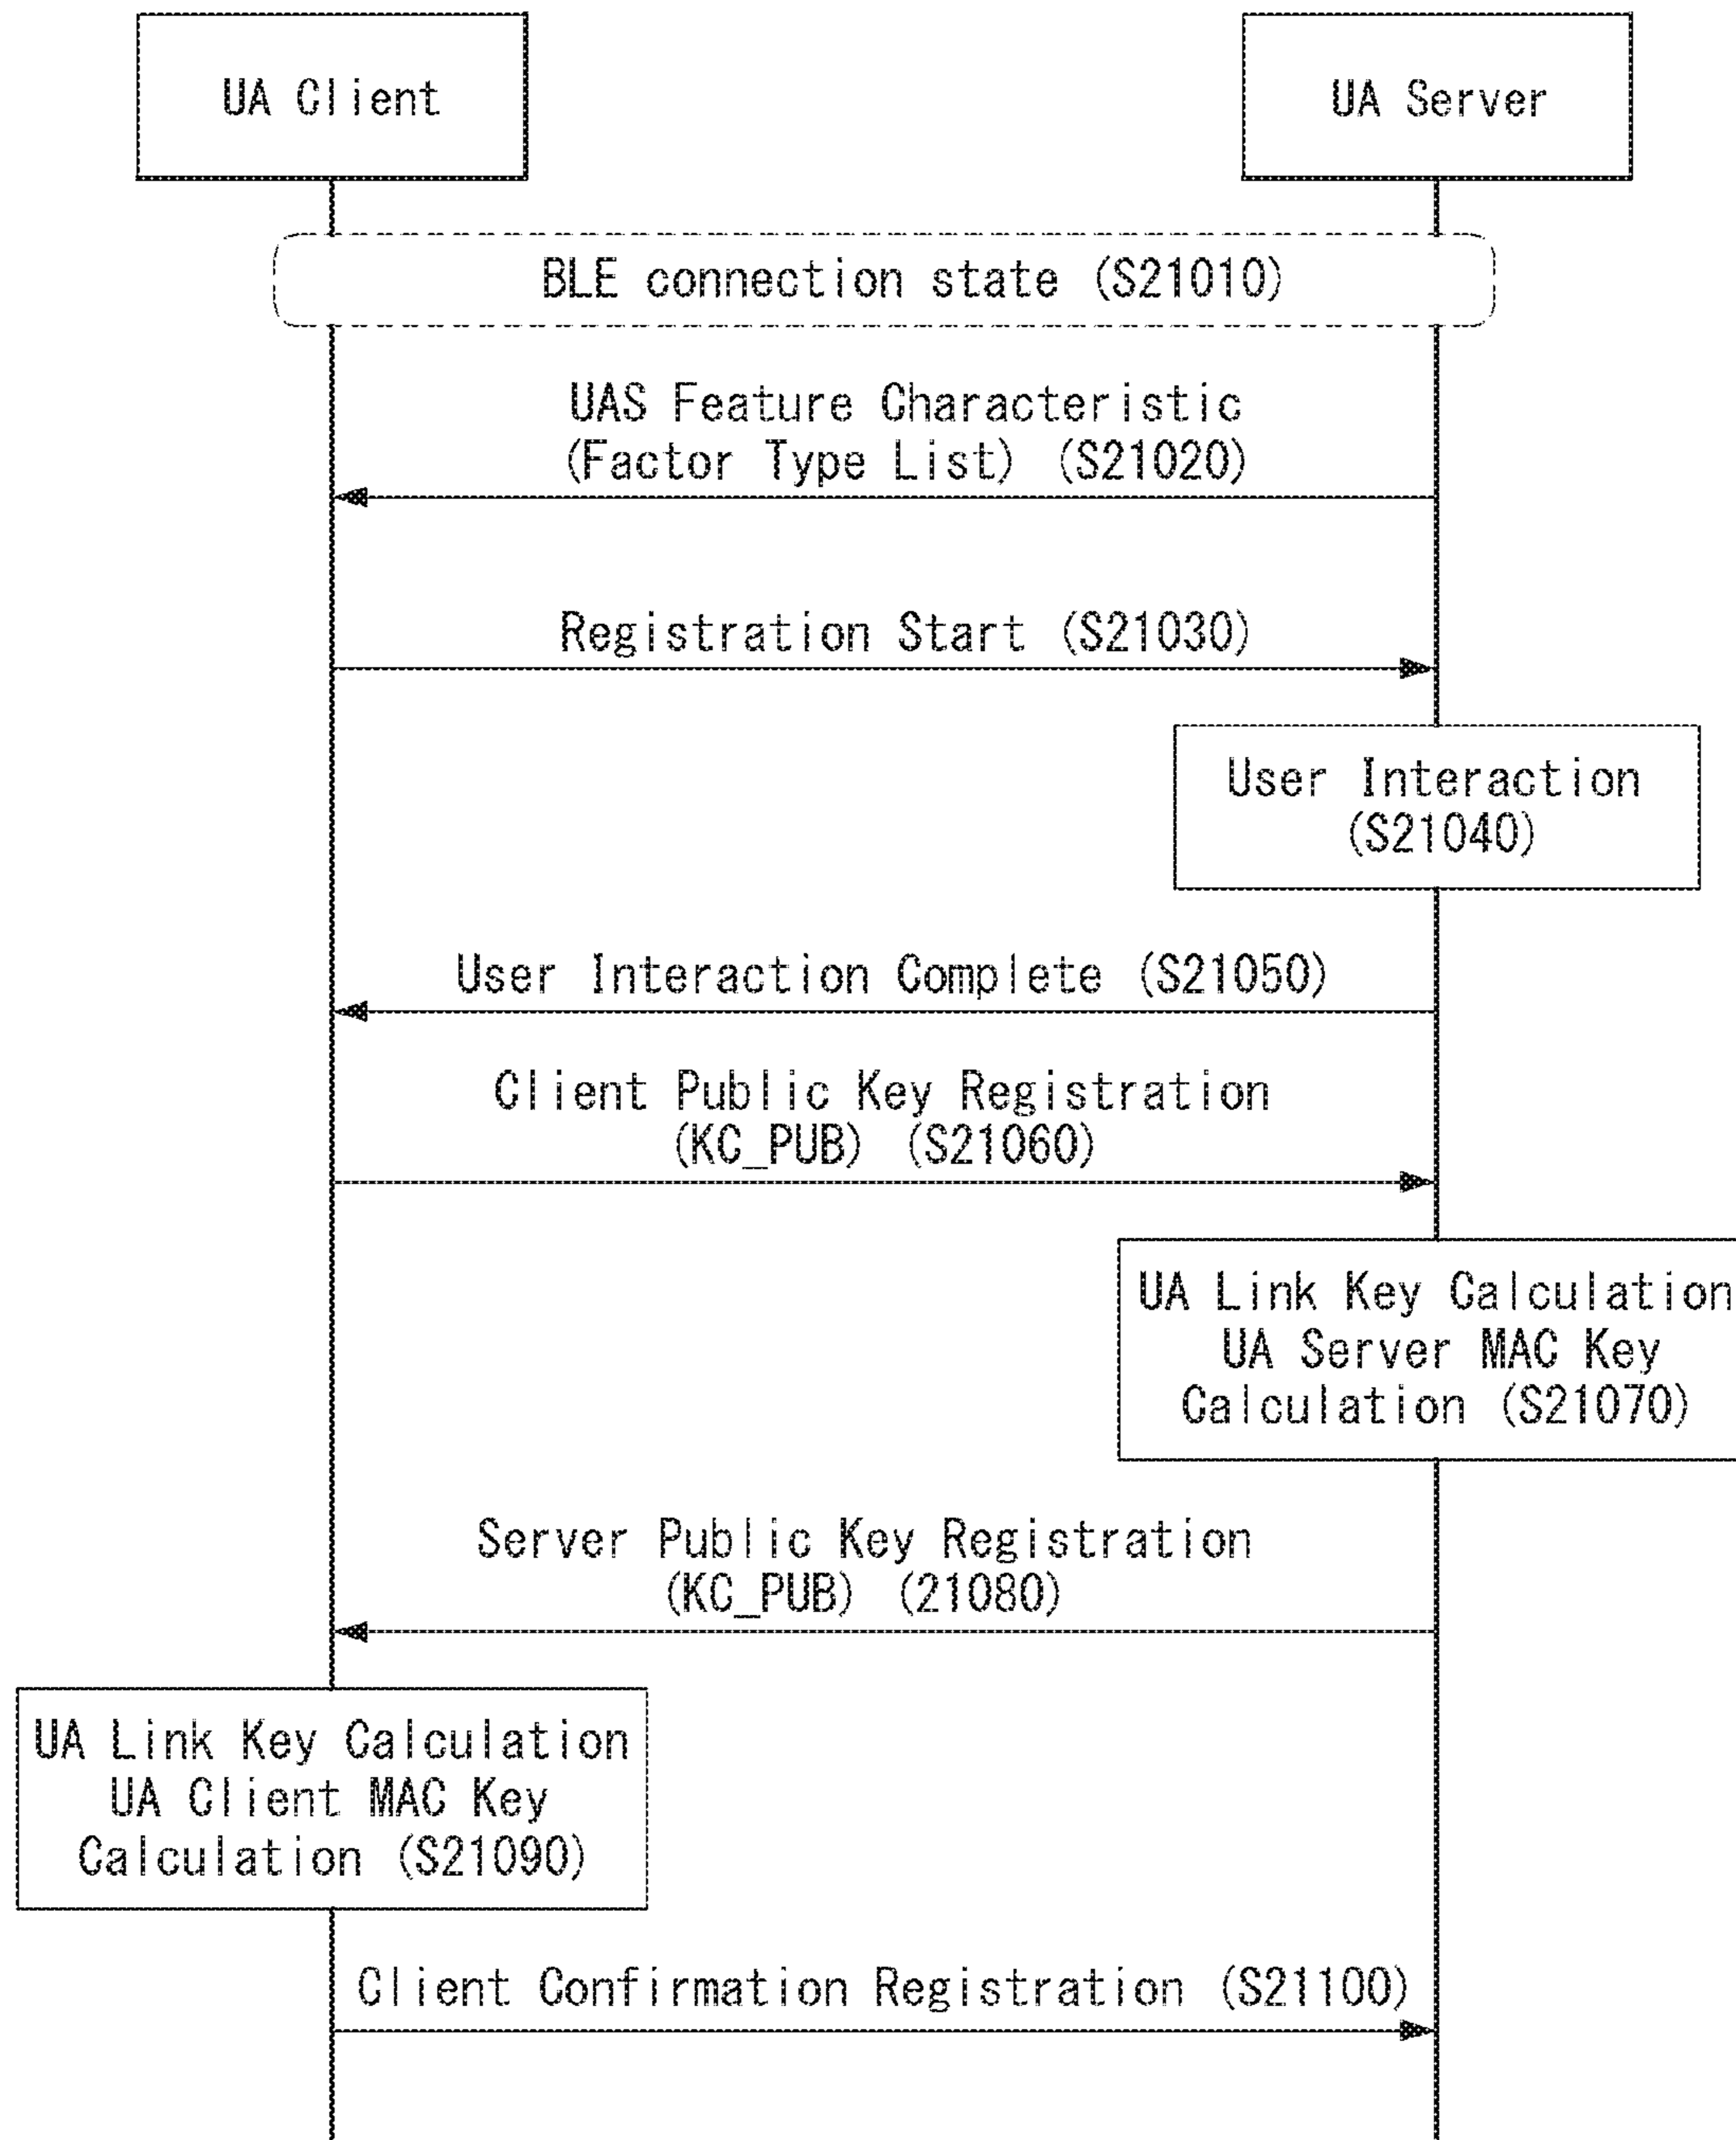 UA Client
UA Server
BLE connection state (S21010)
UAS Feature Characteristic
(Factor Type List) (S21020)
Registration Start (S21030)
User Interaction
(S21040)
User Interaction Complete (S21050)
Client Public Key Registration
(KC_PUB) (S21060)
UA Link Key Calculation
UA Server MAC Key
Calculation (S21070)
Server Public Key Registration
(KC_PUB) (21080)
UA Link Key Calculation
UA Client MAC Key
Calculation (S21090)
Client Confirmation Registration (S21100)